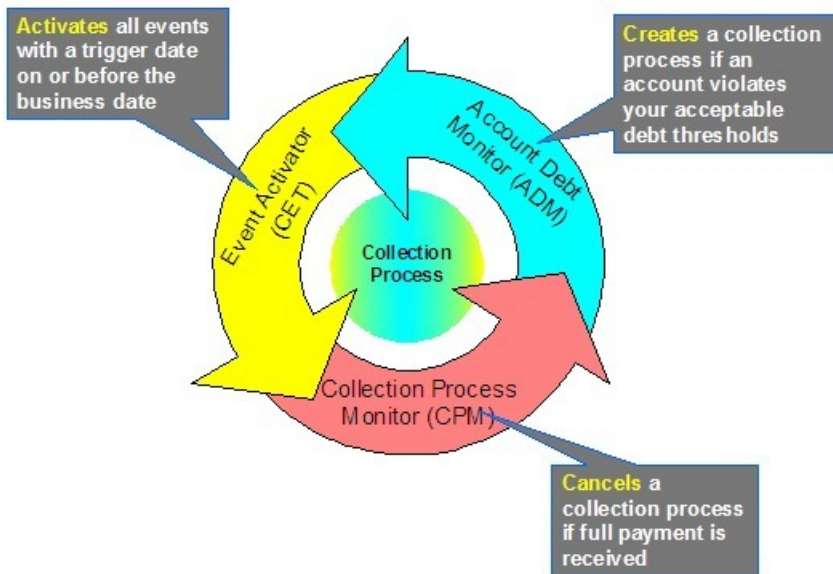 Activates all events
with a trigger date
on or before the
business date
Creates a collection
process if an
account violates
your acceptable
debt thresholds
Account Debt
Monitor (ADM)
Event Activator
(CET)
Collection
Process
Collection Process
Monitor (CPM)
Cancels a
collection process
if full payment is
received